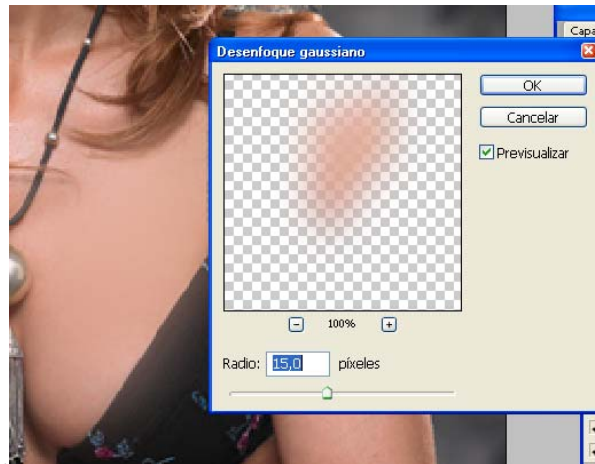 Capa
Desenfoque gaussiano
OK
Cancelar
Previsualizar
100%
Radio: 15,0 píxeles